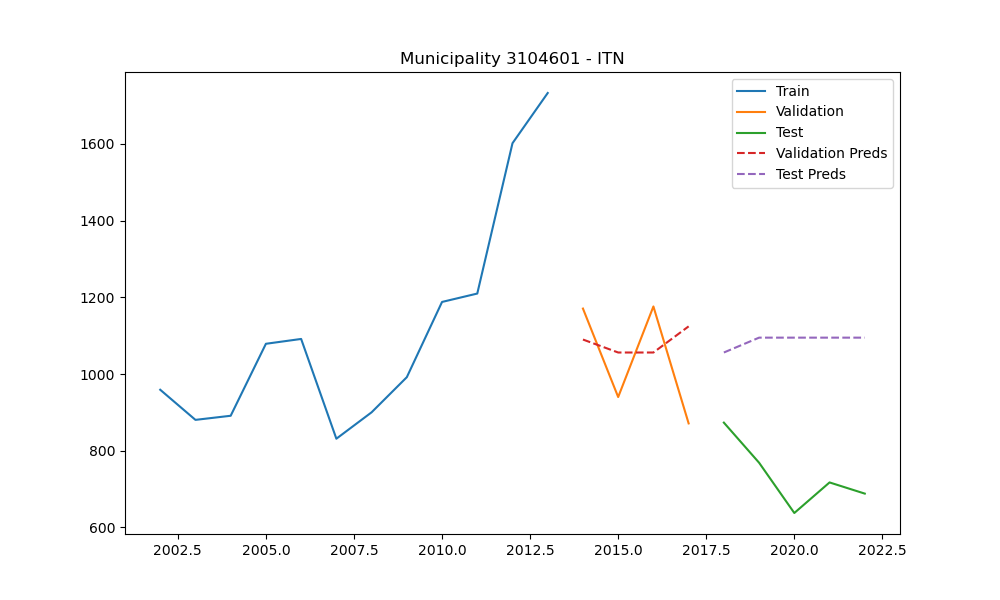 Municipality 3104601 - ITN
Train
Validation
Test
Validation Preds
Test Preds
1600
1400
1200
1000
800
600
2002.5 2005.0 2007.5 2010.0 2012.5 2015.0 2017.5 2020.0 2022.5